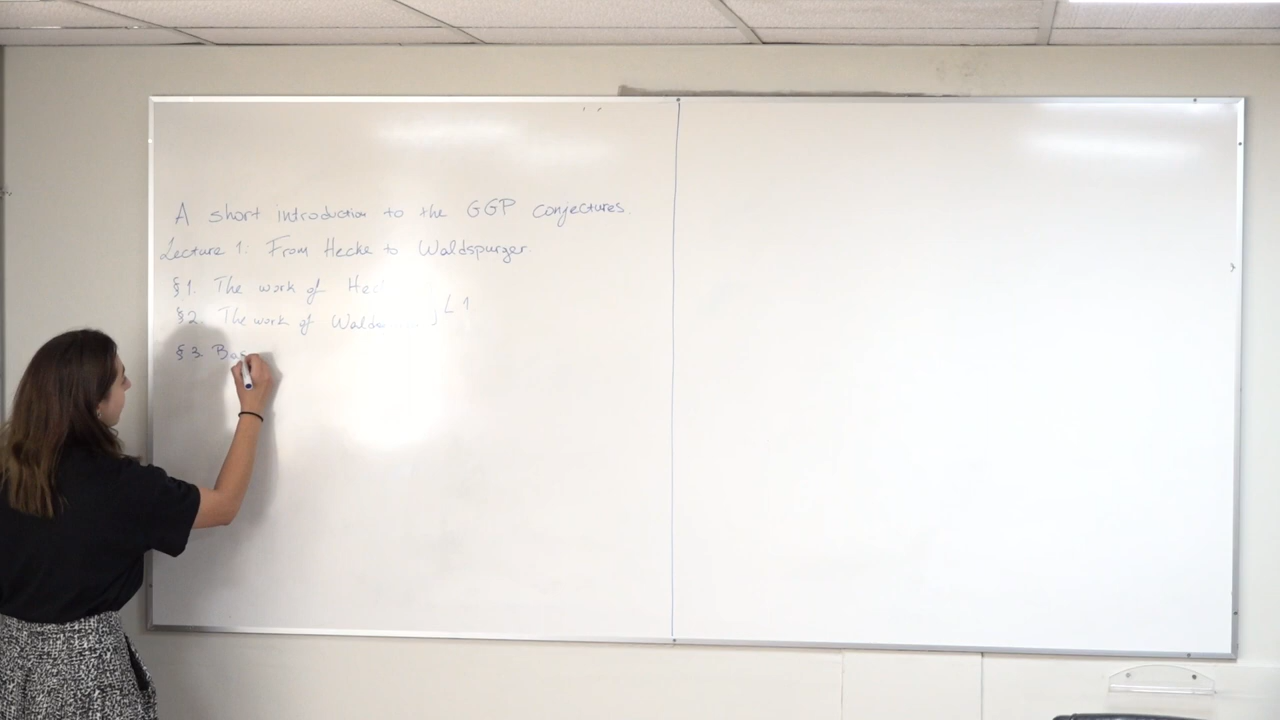 A short introduction to the GGP conjectures.
Lecture 1: From Hecke to Waldspurger.
§1. The work of
§2. The work of
L 1
§3.